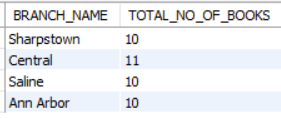 BRANCH_NAME TOTAL_NO_OF_BOOKS
Sharpstown 10
Central 11
Saline 10
Ann Arbor 10